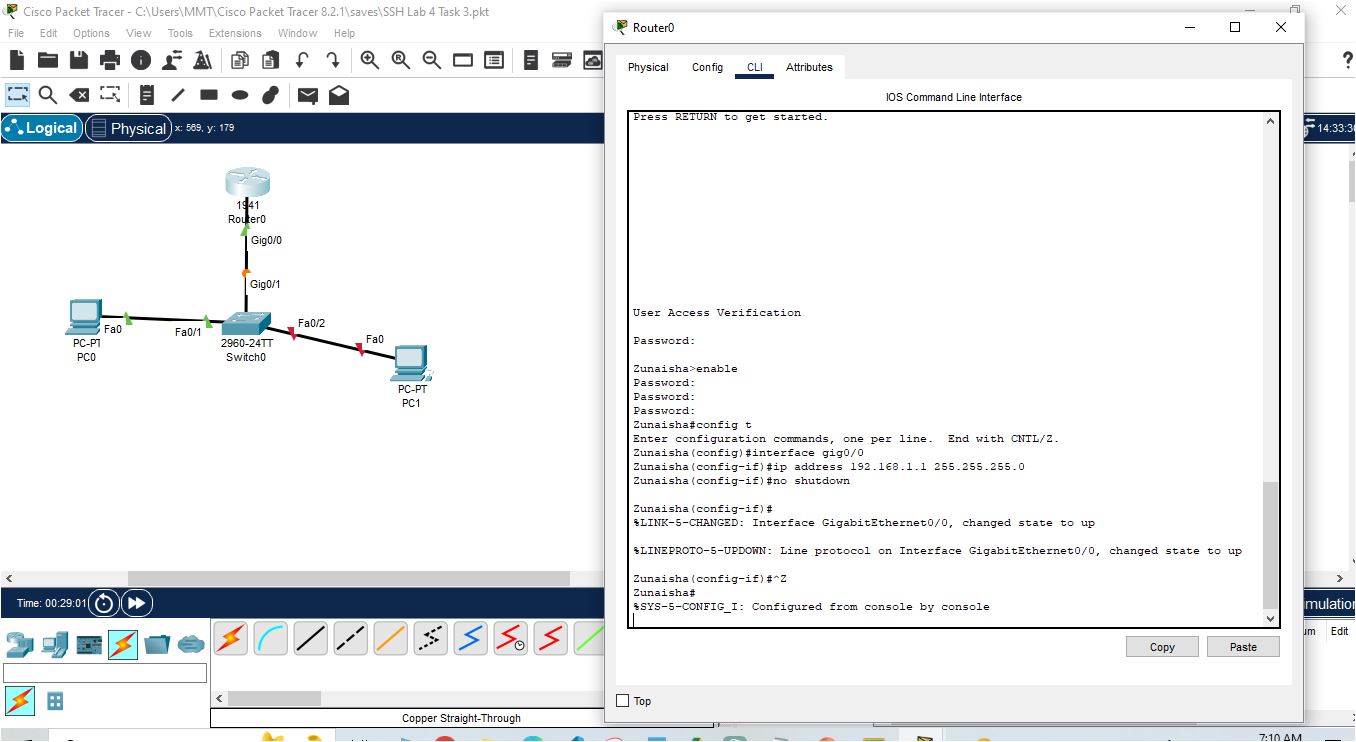 Cisco Packet Tracer - C:\Users\MMT\Cisco Packet Tracer 8.2.1\saves\SSH Lab 4 Task 3.pkt
File Edit Options View Tools Extensions Window Help
Logical Physical x: 569, y: 179
14:33:30
1941
Router0
Gig0/0
Gig0/1
Fa0
Fa0/1
Fa0/2
Fa0
PC-PT
PC0
2960-24TT
Switch0
PC-PT
PC1
Time: 00:29:01
Copper Straight-Through
Router0
Physical Config CLI Attributes
IOS Command Line Interface
Press RETURN to get started.
User Access Verification
Password:
Zunaisha>enable
Password:
Password:
Password:
Zunaisha#config t
Enter configuration commands, one per line.  End with CNTL/Z.
Zunaisha(config)#interface gig0/0
Zunaisha(config-if)#ip address 192.168.1.1 255.255.255.0
Zunaisha(config-if)#no shutdown
Zunaisha(config-if)#
%LINK-5-CHANGED: Interface GigabitEthernet0/0, changed state to up
%LINEPROTO-5-UPDOWN: Line protocol on Interface GigabitEthernet0/0, changed state to up
Zunaisha(config-if)#^Z
Zunaisha#
%SYS-5-CONFIG_I: Configured from console by console
Copy Paste
Top
Edit
7:10 AM